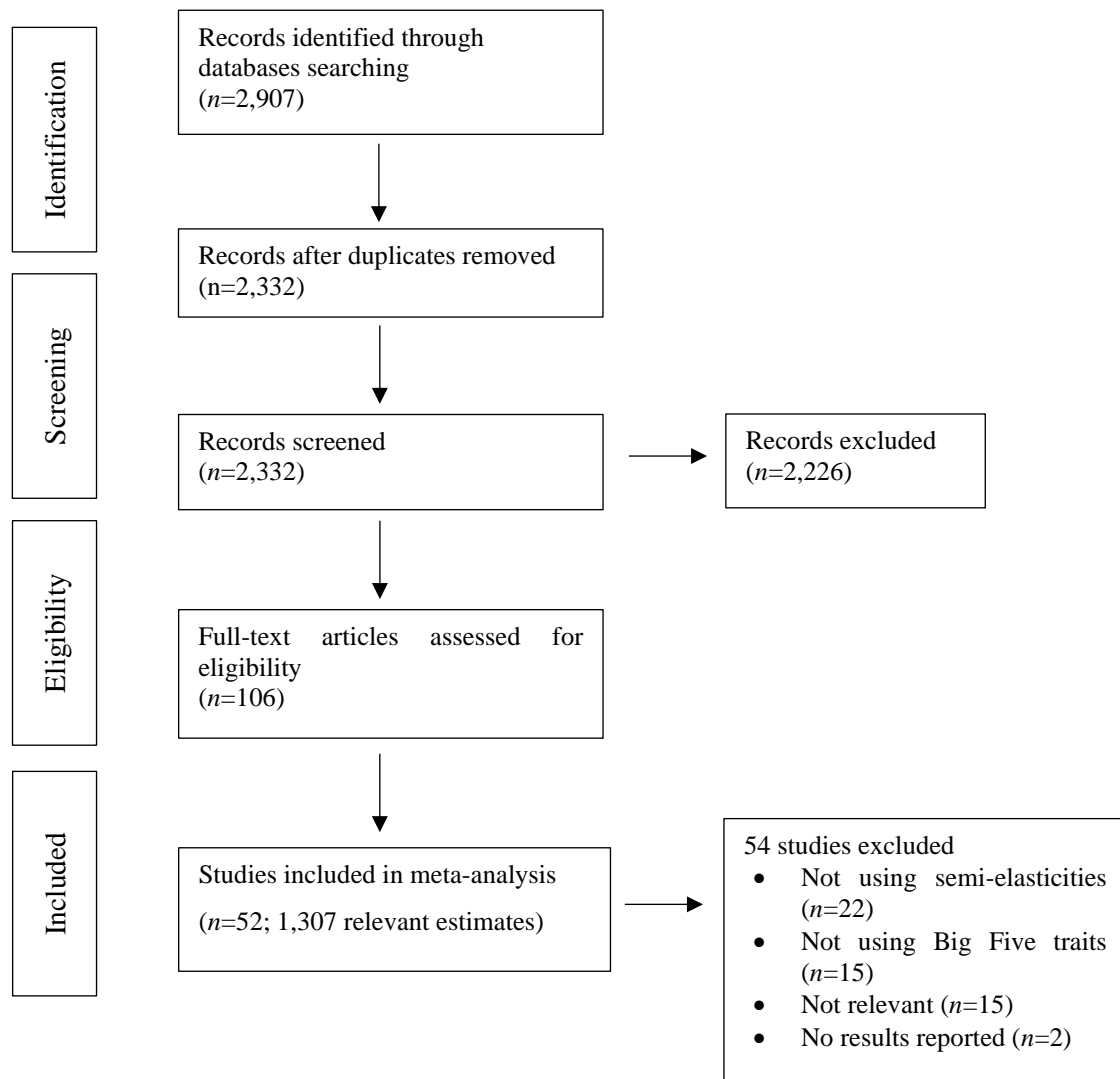 Identification
Records identified through
databases searching
(n=2,907)
Records after duplicates removed
(n=2,332)
Screening
Records screened
(n=2,332)
Records excluded
(n=2,226)
Eligibility
Full-text articles assessed for
eligibility
(n=106)
Included
Studies included in meta-analysis
(n=52; 1,307 relevant estimates)
54 studies excluded
• Not using semi-elasticities
(n=22)
• Not using Big Five traits
(n=15)
• Not relevant (n=15)
• No results reported (n=2)